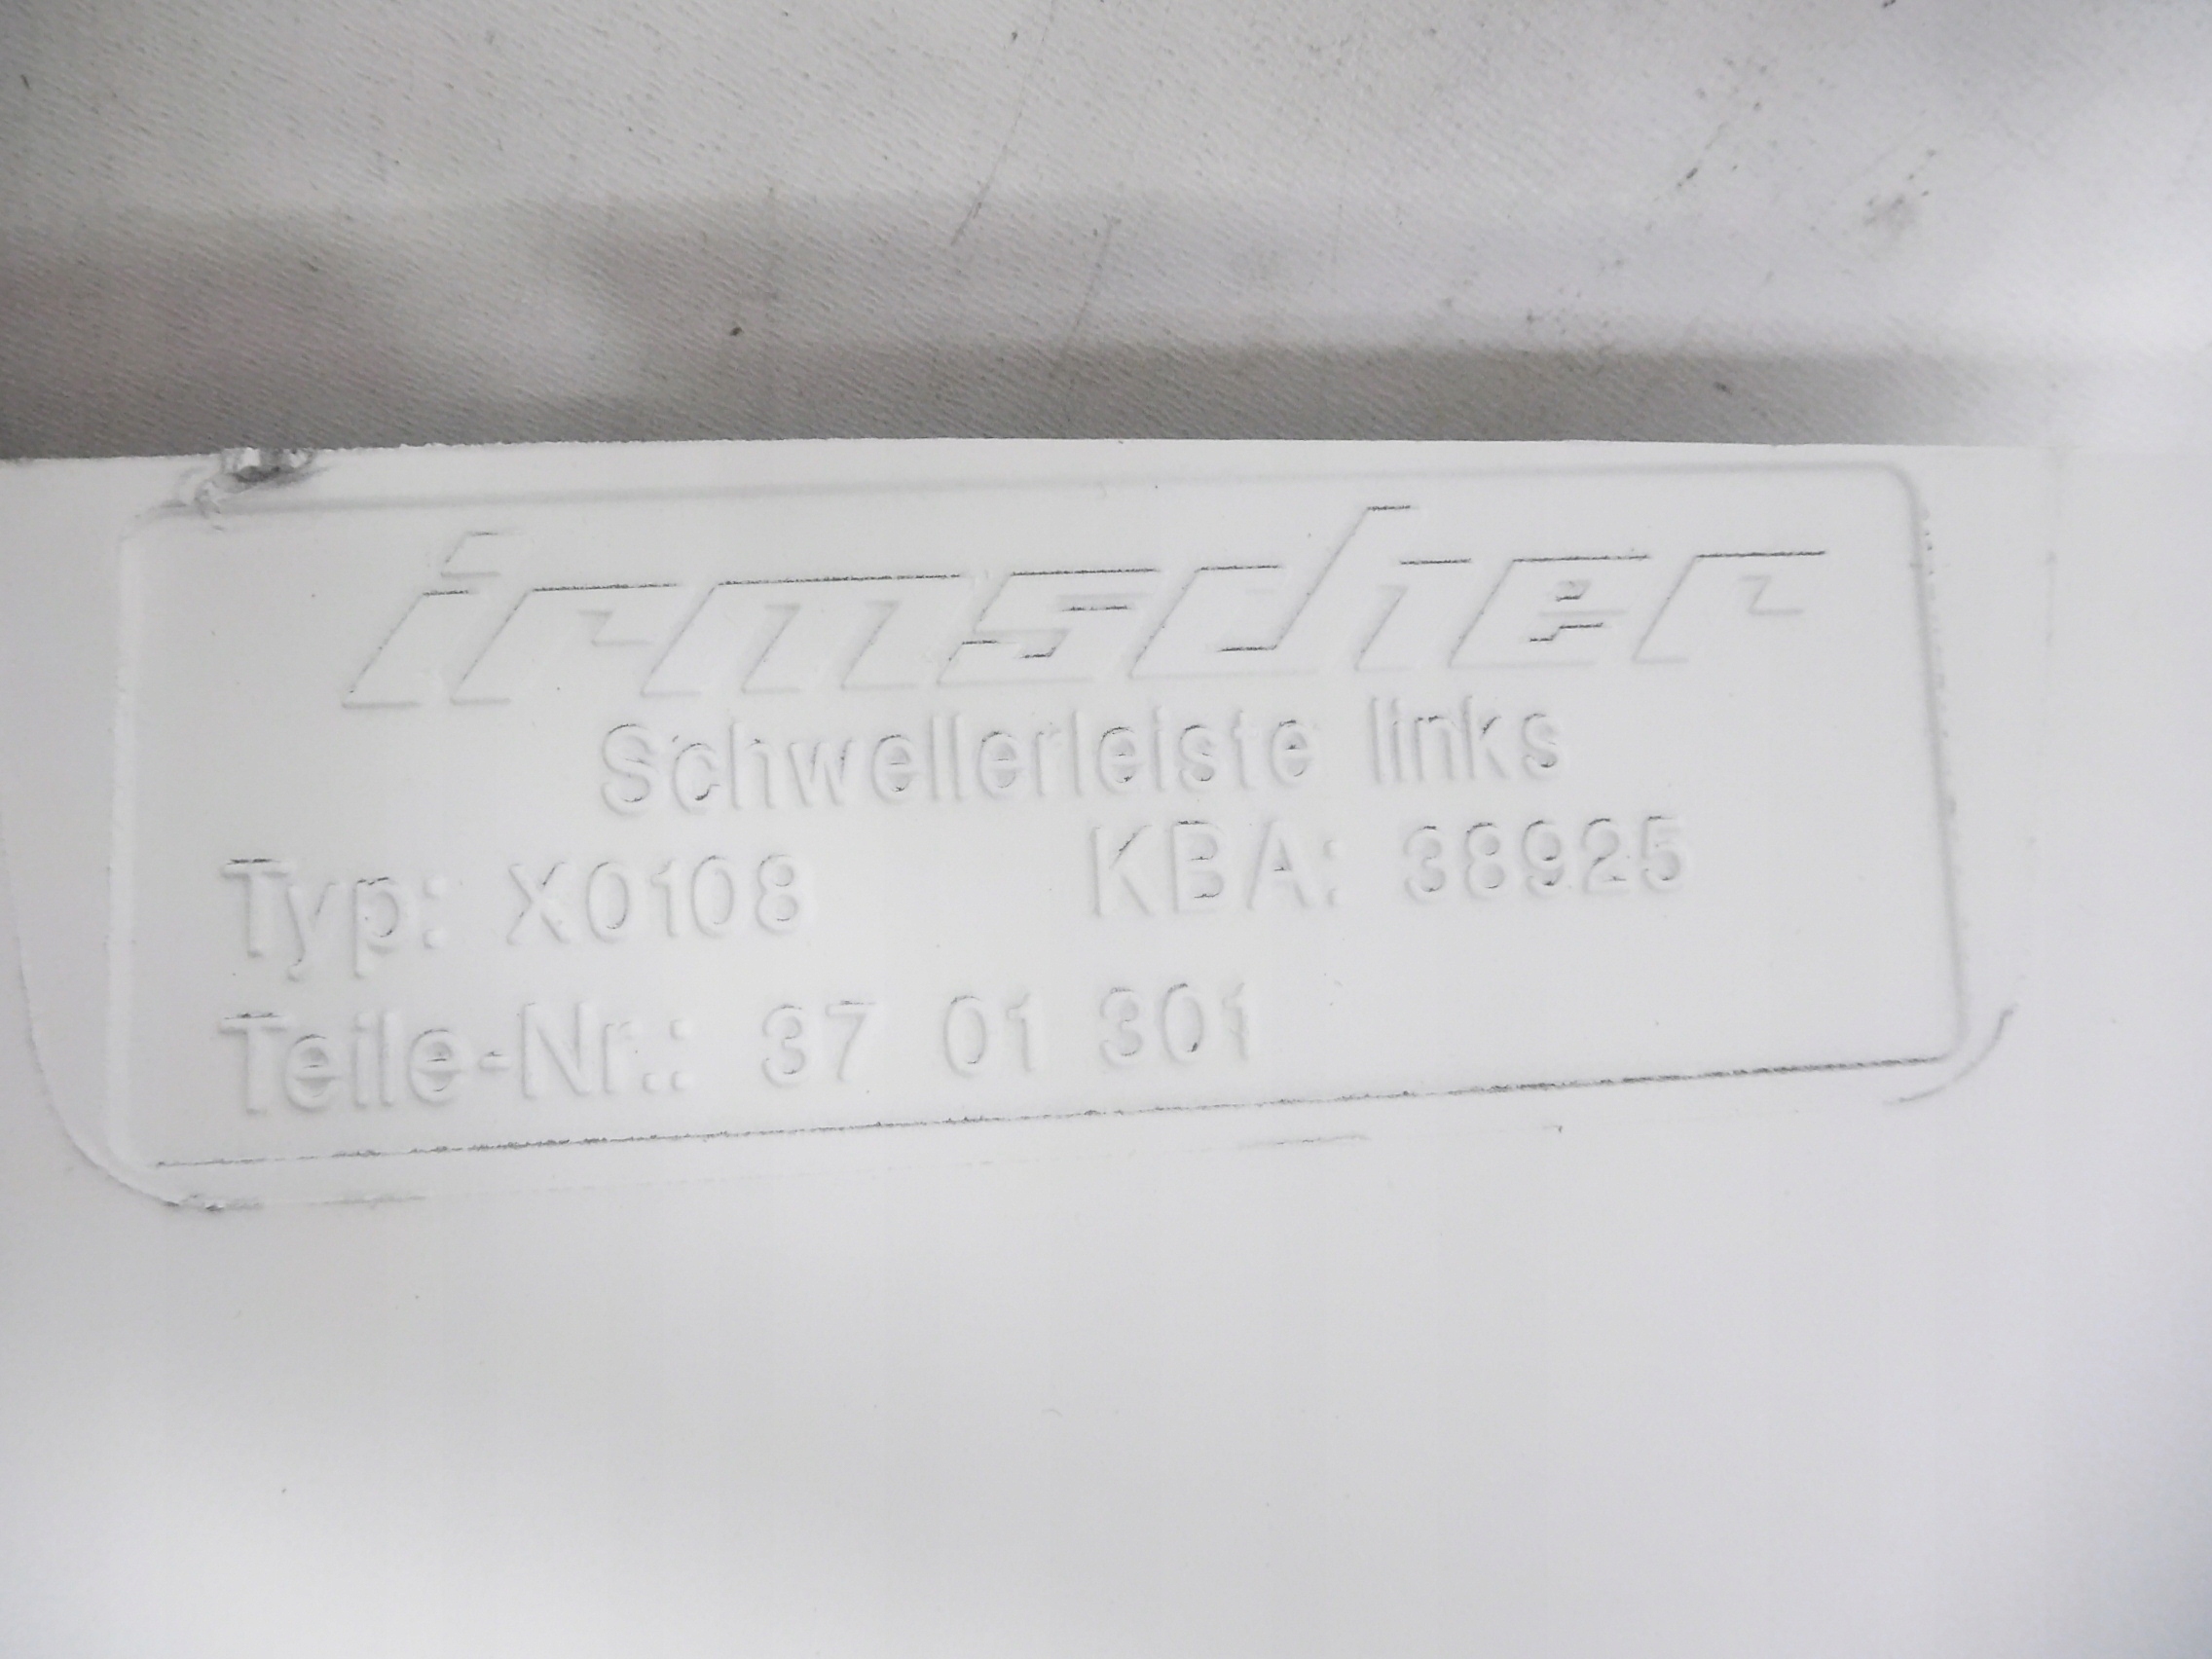 irmscher
Schwellerleiste links
Typ: X0108 KBA: 38925
Teile-Nr.: 37 01 301